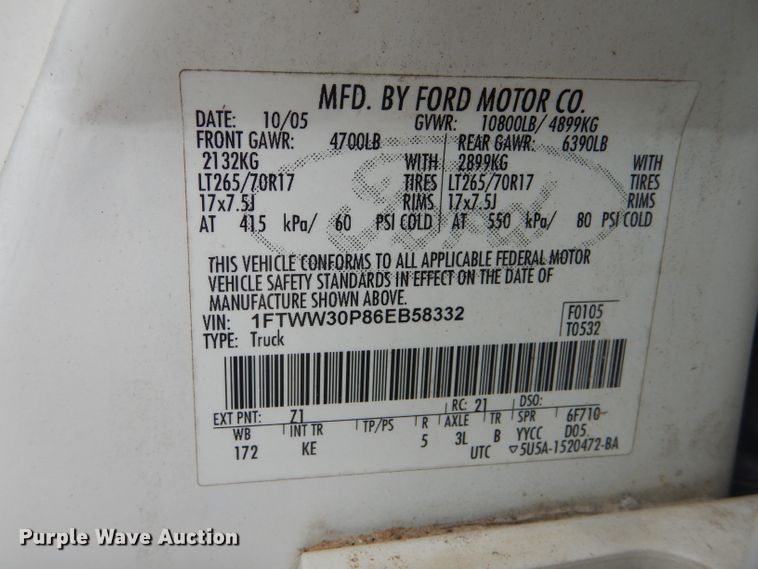 MFD. BY FORD MOTOR CO.
DATE: 10/05 GVWR: 10800LB/ 4899KG
FRONT GAWR: 4700LB REAR GAWR: 6390LB
2132KG WITH 2899KG WITH
LT265/70R17 TIRES LT265/70R17 TIRES
17x7.5J RIMS 17x7.5J RIMS
AT 415 kPa/ 60 PSI COLD AT 550 kPa/ 80 PSI COLD
Ford
THIS VEHICLE CONFORMS TO ALL APPLICABLE FEDERAL MOTOR
VEHICLE SAFETY STANDARDS IN EFFECT ON THE DATE OF
MANUFACTURE SHOWN ABOVE.
VIN: 1FTWW30P86EB58332 F0105
TYPE: Truck T0532
EXT PNT: Z1 RC: 21 DSO:
WB INT TR TP/PS R AXLE TR SPR 6F710
172 KE 5 3L B YYCC D05
UTC ▽5U5A-1520472-BA
Purple Wave Auction
Purple Wave Auction